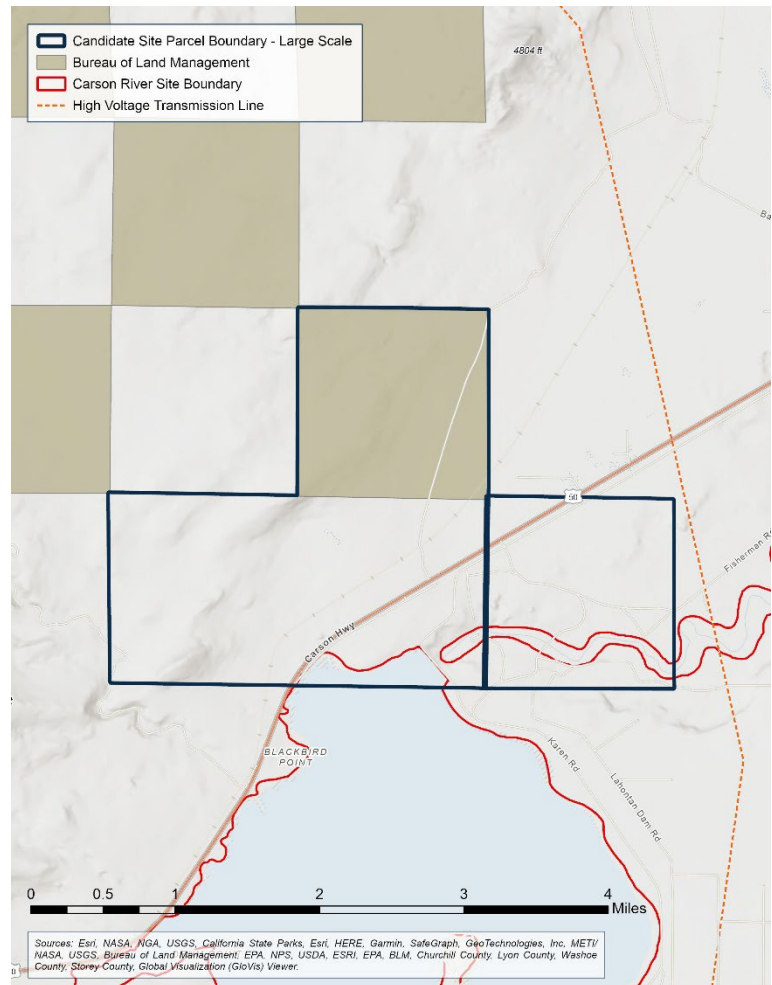 Candidate Site Parcel Boundary - Large Scale
Bureau of Land Management
Carson River Site Boundary
High Voltage Transmission Line
4804 ft
Ba
50
Fisherman Rd
Carson Hwy
BLACKBIRD
POINT
Karen Rd
Lahontan Dam Rd
0 0.5 1 2 3 4
Miles
Sources: Esri, NASA, NGA, USGS, California State Parks, Esri, HERE, Garmin, SafeGraph, GeoTechnologies, Inc, METI/
NASA, USGS, Bureau of Land Management, EPA, NPS, USDA, ESRI, EPA, BLM, Churchill County, Lyon County, Washoe
County, Storey County, Global Visualization (GloVis) Viewer.